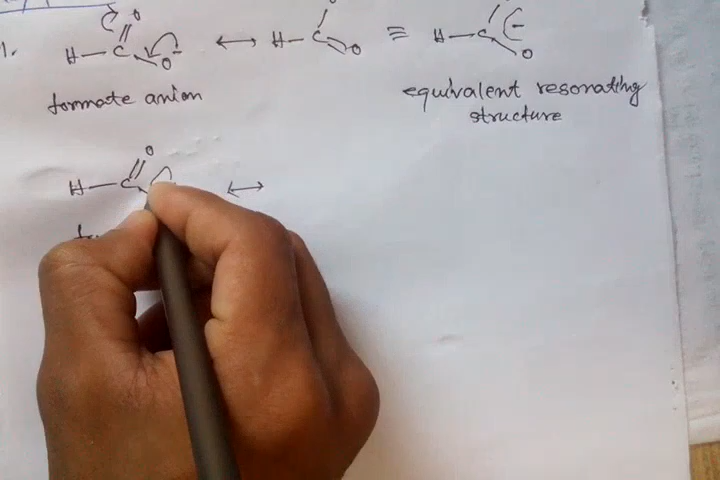 1.
O
H—C O⁻ ↔ H—C O ≡ H—C O
formate anion
equivalent resonating
structure
O
H—C ↔